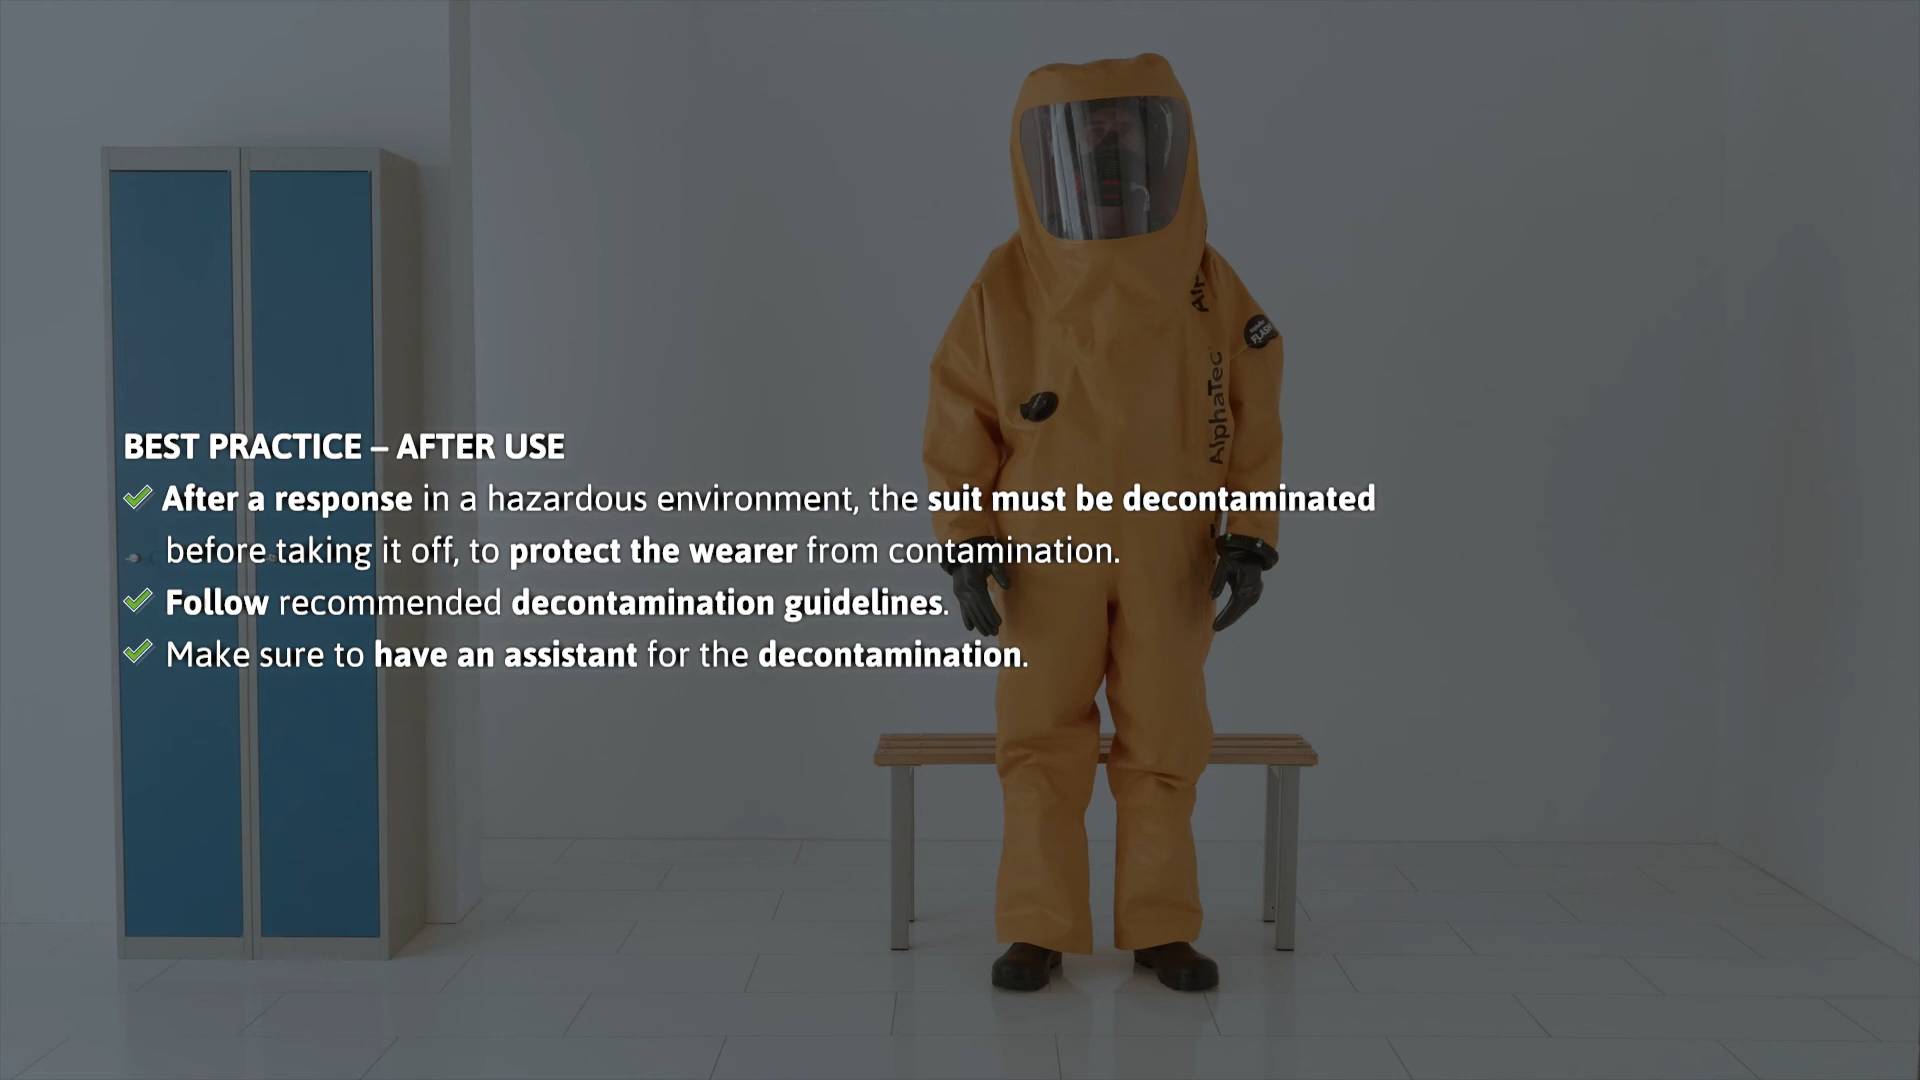 BEST PRACTICE – AFTER USE
After a response in a hazardous environment, the suit must be decontaminated
before taking it off, to protect the wearer from contamination.
Follow recommended decontamination guidelines.
Make sure to have an assistant for the decontamination.
AlphaTec
FLASH